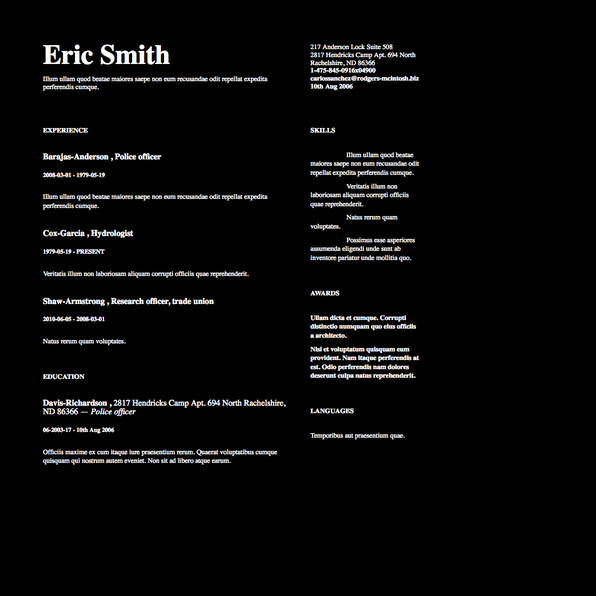 Eric Smith
Illum ullam quod beatae maiores saepe non eum recusandae odit repellat expedita
perferendis cumque.
217 Anderson Lock Suite 508
2817 Hendricks Camp Apt. 694 North
Rachelshire, ND 86366
1-475-845-0916x04900
carlossanchez@rodgers-mcintosh.biz
10th Aug 2006
EXPERIENCE
Barajas-Anderson , Police officer
2008-03-01 - 1979-05-19
Illum ullam quod beatae maiores saepe non eum recusandae odit repellat expedita
perferendis cumque.
Cox-Garcia , Hydrologist
1979-05-19 - PRESENT
Veritatis illum non laboriosam aliquam corrupti officiis quae reprehenderit.
Shaw-Armstrong , Research officer, trade union
2010-06-05 - 2008-03-01
Natus rerum quam voluptates.
EDUCATION
Davis-Richardson , 2817 Hendricks Camp Apt. 694 North Rachelshire,
ND 86366 — Police officer
06-2003-17 - 10th Aug 2006
Officiis maxime ex cum itaque iure praesentium rerum. Quaerat voluptatibus cumque
quisquam qui nostrum autem eveniet. Non sit ad libero atque earum.
SKILLS
Illum ullam quod beatae
maiores saepe non eum recusandae odit
repellat expedita perferendis cumque.
Veritatis illum non
laboriosam aliquam corrupti officiis
quae reprehenderit.
Natus rerum quam
voluptates.
Possimus esse asperiores
assumenda eligendi unde sunt ab
inventore pariatur unde mollitia quo.
AWARDS
Ullam dicta et cumque. Corrupti
distinctio numquam quo eius officiis
a architecto.
Nisi et voluptatum quisquam eum
provident. Nam itaque perferendis at
est. Odio perferendis nam dolores
deserunt culpa natus reprehenderit.
LANGUAGES
Temporibus aut praesentium quae.